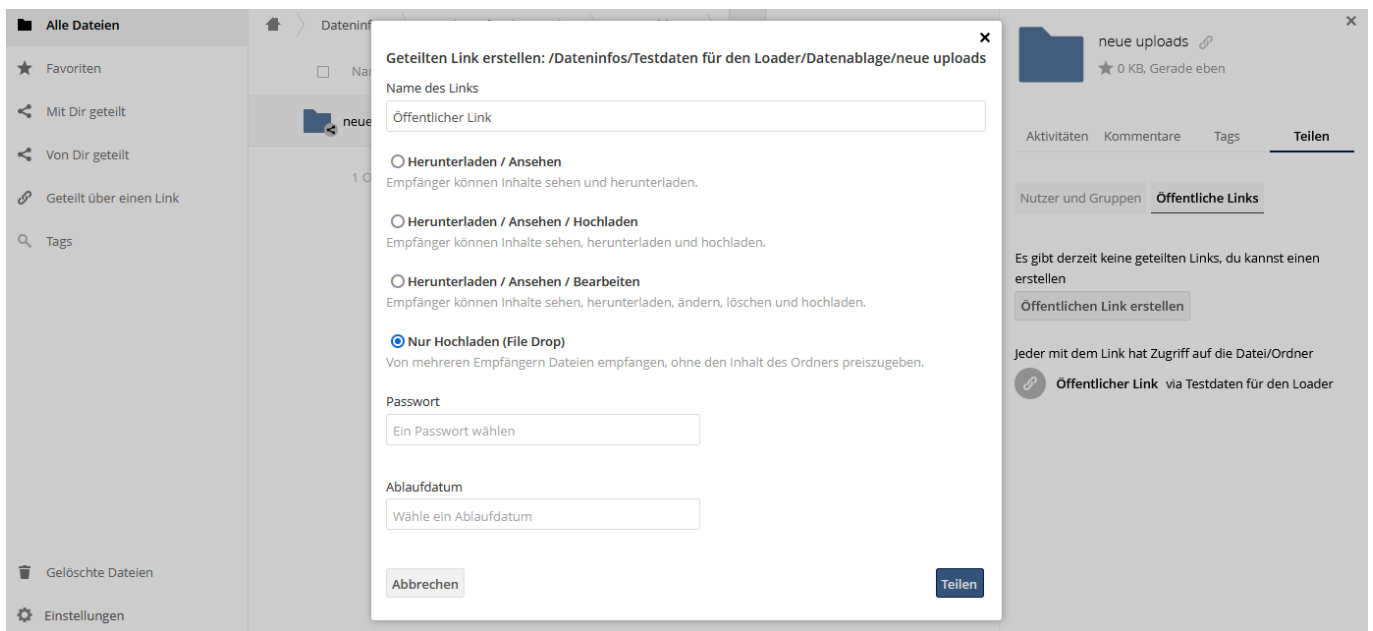 Alle Dateien
Favoriten
Mit Dir geteilt
Von Dir geteilt
Geteilt über einen Link
Tags
Gelöschte Dateien
Einstellungen
neue
1
Geteilten Link erstellen: /Dateninfos/Testdaten für den Loader/Datenablage/neue uploads
Name des Links
Öffentlicher Link
Herunterladen / Ansehen
Empfänger können Inhalte sehen und herunterladen.
Herunterladen / Ansehen / Hochladen
Empfänger können Inhalte sehen, herunterladen und hochladen.
Herunterladen / Ansehen / Bearbeiten
Empfänger können Inhalte sehen, herunterladen, ändern, löschen und hochladen.
Nur Hochladen (File Drop)
Von mehreren Empfängern Dateien empfangen, ohne den Inhalt des Ordners preiszugeben.
Passwort
Ein Passwort wählen
Ablaufdatum
Wähle ein Ablaufdatum
Abbrechen Teilen
neue uploads
0 KB, Gerade eben
Aktivitäten Kommentare Tags Teilen
Nutzer und Gruppen Öffentliche Links
Es gibt derzeit keine geteilten Links, du kannst einen
erstellen
Öffentlichen Link erstellen
Jeder mit dem Link hat Zugriff auf die Datei/Ordner
Öffentlicher Link via Testdaten für den Loader